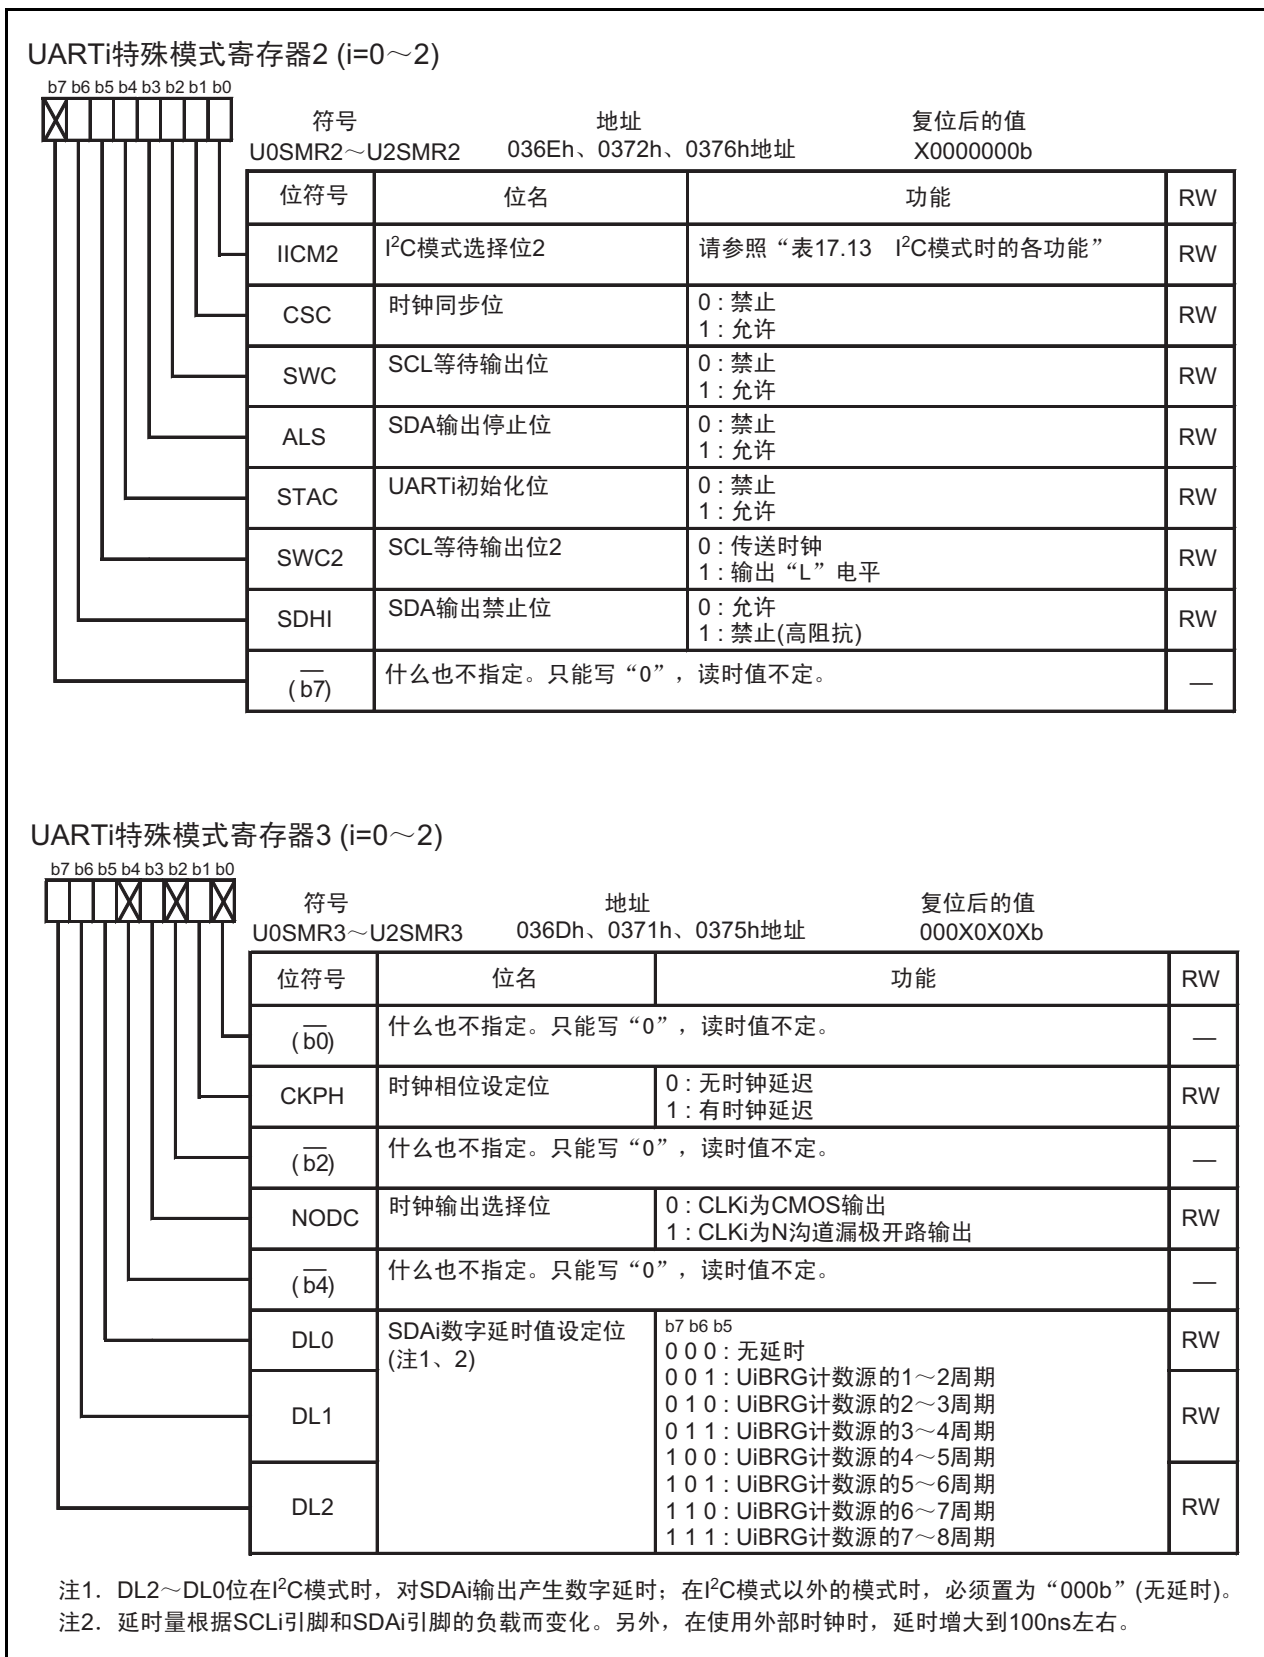 UARTi特殊模式寄存器2 (i=0～2)
b7 b6 b5 b4 b3 b2 b1 b0
符号 地址 复位后的值
U0SMR2～U2SMR2 036Eh、0372h、0376h地址 X0000000b
位符号 位名 功能 RW
IICM2 I²C模式选择位2 请参照“表17.13 I²C模式时的各功能” RW
CSC 时钟同步位 0 : 禁止 RW
1 : 允许
SWC SCL等待输出位 0 : 禁止 RW
1 : 允许
ALS SDA输出停止位 0 : 禁止 RW
1 : 允许
STAC UARTi初始化位 0 : 禁止 RW
1 : 允许
SWC2 SCL等待输出位2 0 : 传送时钟 RW
1 : 输出“L”电平
SDHI SDA输出禁止位 0 : 允许 RW
1 : 禁止(高阻抗)
— (b7) 什么也不指定。只能写“0”，读时值不定。 —
UARTi特殊模式寄存器3 (i=0～2)
b7 b6 b5 b4 b3 b2 b1 b0
符号 地址 复位后的值
U0SMR3～U2SMR3 036Dh、0371h、0375h地址 000X0X0Xb
位符号 位名 功能 RW
— (b0) 什么也不指定。只能写“0”，读时值不定。 —
CKPH 时钟相位设定位 0 : 无时钟延迟 RW
1 : 有时钟延迟
— (b2) 什么也不指定。只能写“0”，读时值不定。 —
NODC 时钟输出选择位 0 : CLKi为CMOS输出 RW
1 : CLKi为N沟道漏极开路输出
— (b4) 什么也不指定。只能写“0”，读时值不定。 —
DL0 SDAi数字延时值设定位 b7 b6 b5 RW
(注1、2) 0 0 0 : 无延时
0 0 1 : UiBRG计数源的1～2周期
DL1 0 1 0 : UiBRG计数源的2～3周期 RW
0 1 1 : UiBRG计数源的3～4周期
1 0 0 : UiBRG计数源的4～5周期
1 0 1 : UiBRG计数源的5～6周期
DL2 1 1 0 : UiBRG计数源的6～7周期 RW
1 1 1 : UiBRG计数源的7～8周期
注1. DL2～DL0位在I²C模式时，对SDAi输出产生数字延时；在I²C模式以外的模式时，必须置为“000b”(无延时)。
注2. 延时量根据SCLi引脚和SDAi引脚的负载而变化。另外，在使用外部时钟时，延时增大到100ns左右。